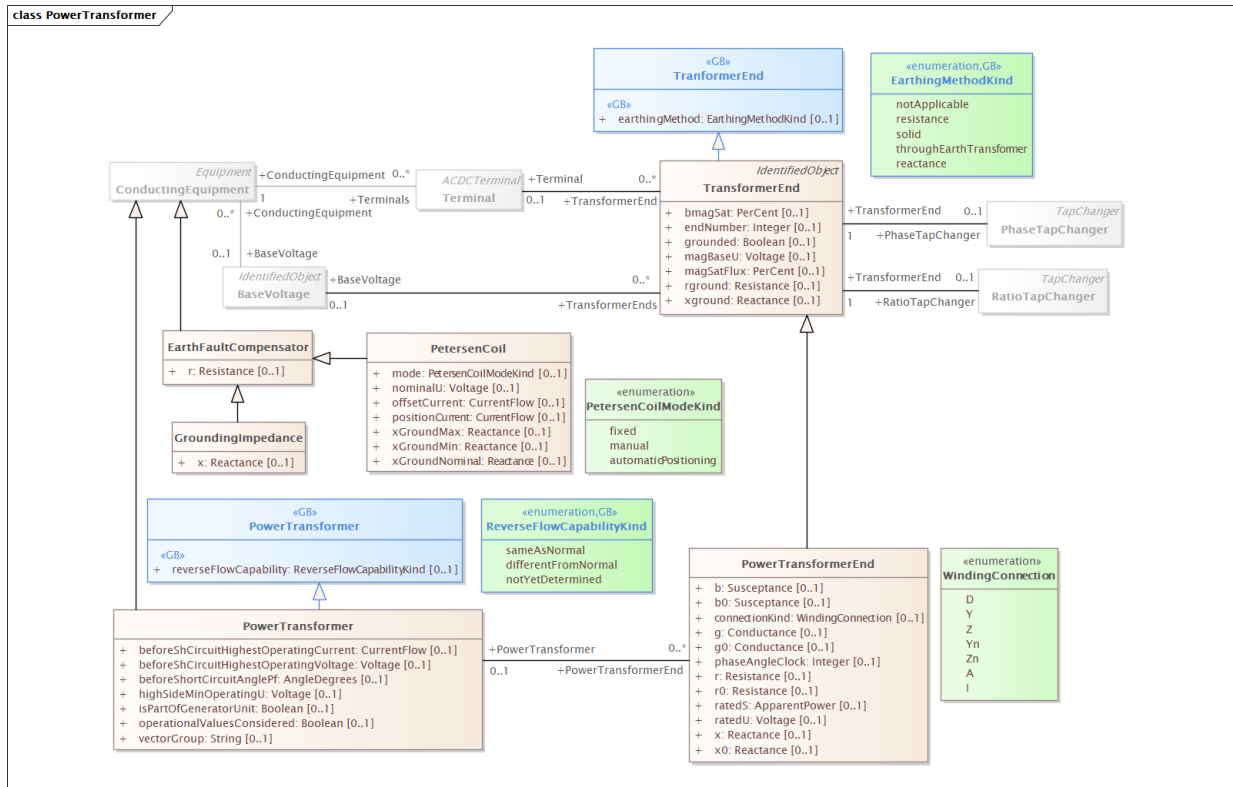 class PowerTransformer
«GB»
TranformerEnd
«GB»
+ earthingMethod: EarthingMethodKind [0..1]
«enumeration,GB»
EarthingMethodKind
notApplicable
resistance
solid
throughEarthTransformer
reactance
Equipment
ConductingEquipment
+ConductingEquipment
0..*
1
+Terminals
ACDCTerminal
Terminal
+Terminal
0..*
0..1
+TransformerEnd
IdentifiedObject
TransformerEnd
+ bmagSat: PerCent [0..1]
+ endNumber: Integer [0..1]
+ grounded: Boolean [0..1]
+ magBaseU: Voltage [0..1]
+ magSatFlux: PerCent [0..1]
+ rground: Resistance [0..1]
+ xground: Reactance [0..1]
+TransformerEnd
0..1
1
+PhaseTapChanger
TapChanger
PhaseTapChanger
+TransformerEnd
0..1
1
+RatioTapChanger
TapChanger
RatioTapChanger
0..*
+ConductingEquipment
0..1
+BaseVoltage
IdentifiedObject
BaseVoltage
+BaseVoltage
0..*
0..1
+TransformerEnds
EarthFaultCompensator
+ r: Resistance [0..1]
PetersenCoil
+ mode: PetersenCoilModeKind [0..1]
+ nominalU: Voltage [0..1]
+ offsetCurrent: CurrentFlow [0..1]
+ positionCurrent: CurrentFlow [0..1]
+ xGroundMax: Reactance [0..1]
+ xGroundMin: Reactance [0..1]
+ xGroundNominal: Reactance [0..1]
«enumeration»
PetersenCoilModeKind
fixed
manual
automaticPositioning
GroundingImpedance
+ x: Reactance [0..1]
«GB»
PowerTransformer
«GB»
+ reverseFlowCapability: ReverseFlowCapabilityKind [0..1]
«enumeration,GB»
ReverseFlowCapabilityKind
sameAsNormal
differentFromNormal
notYetDetermined
PowerTransformer
+ beforeShCircuitHighestOperatingCurrent: CurrentFlow [0..1]
+ beforeShCircuitHighestOperatingVoltage: Voltage [0..1]
+ beforeShortCircuitAnglePf: AngleDegrees [0..1]
+ highSideMinOperatingU: Voltage [0..1]
+ isPartOfGeneratorUnit: Boolean [0..1]
+ operationalValuesConsidered: Boolean [0..1]
+ vectorGroup: String [0..1]
+PowerTransformer
0..*
0..1
+PowerTransformerEnd
PowerTransformerEnd
+ b: Susceptance [0..1]
+ b0: Susceptance [0..1]
+ connectionKind: WindingConnection [0..1]
+ g: Conductance [0..1]
+ g0: Conductance [0..1]
+ phaseAngleClock: Integer [0..1]
+ r: Resistance [0..1]
+ r0: Resistance [0..1]
+ ratedS: ApparentPower [0..1]
+ ratedU: Voltage [0..1]
+ x: Reactance [0..1]
+ x0: Reactance [0..1]
«enumeration»
WindingConnection
D
Y
Z
Yn
Zn
A
I